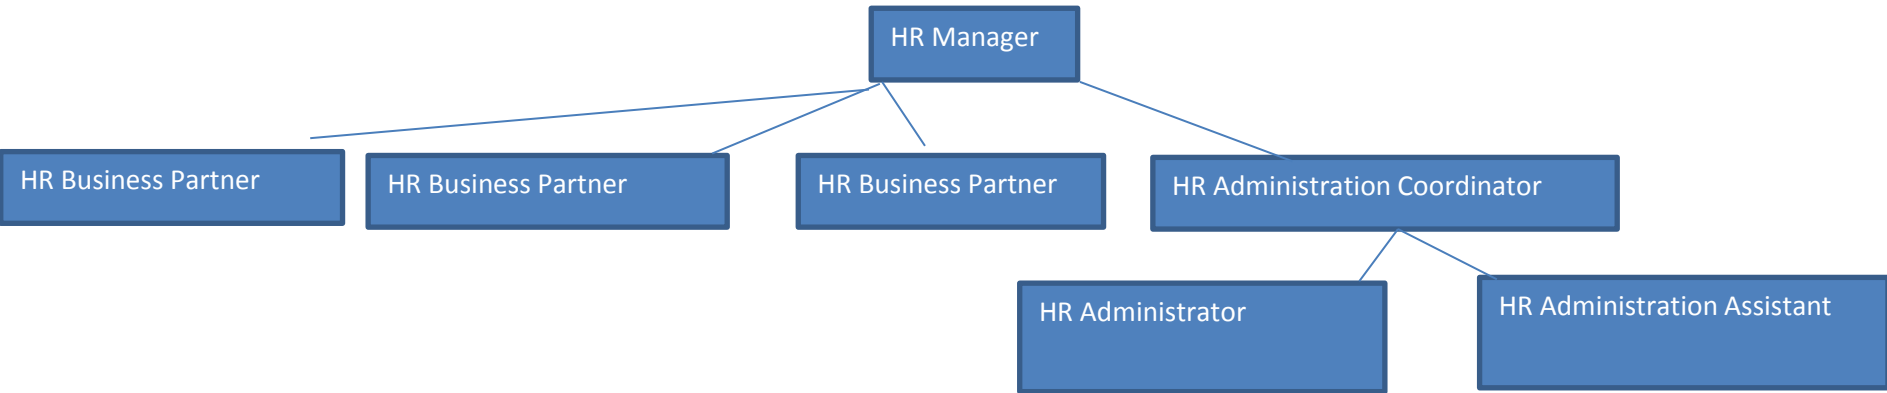 HR Manager
HR Business Partner
HR Business Partner
HR Business Partner
HR Administration Coordinator
HR Administrator
HR Administration Assistant